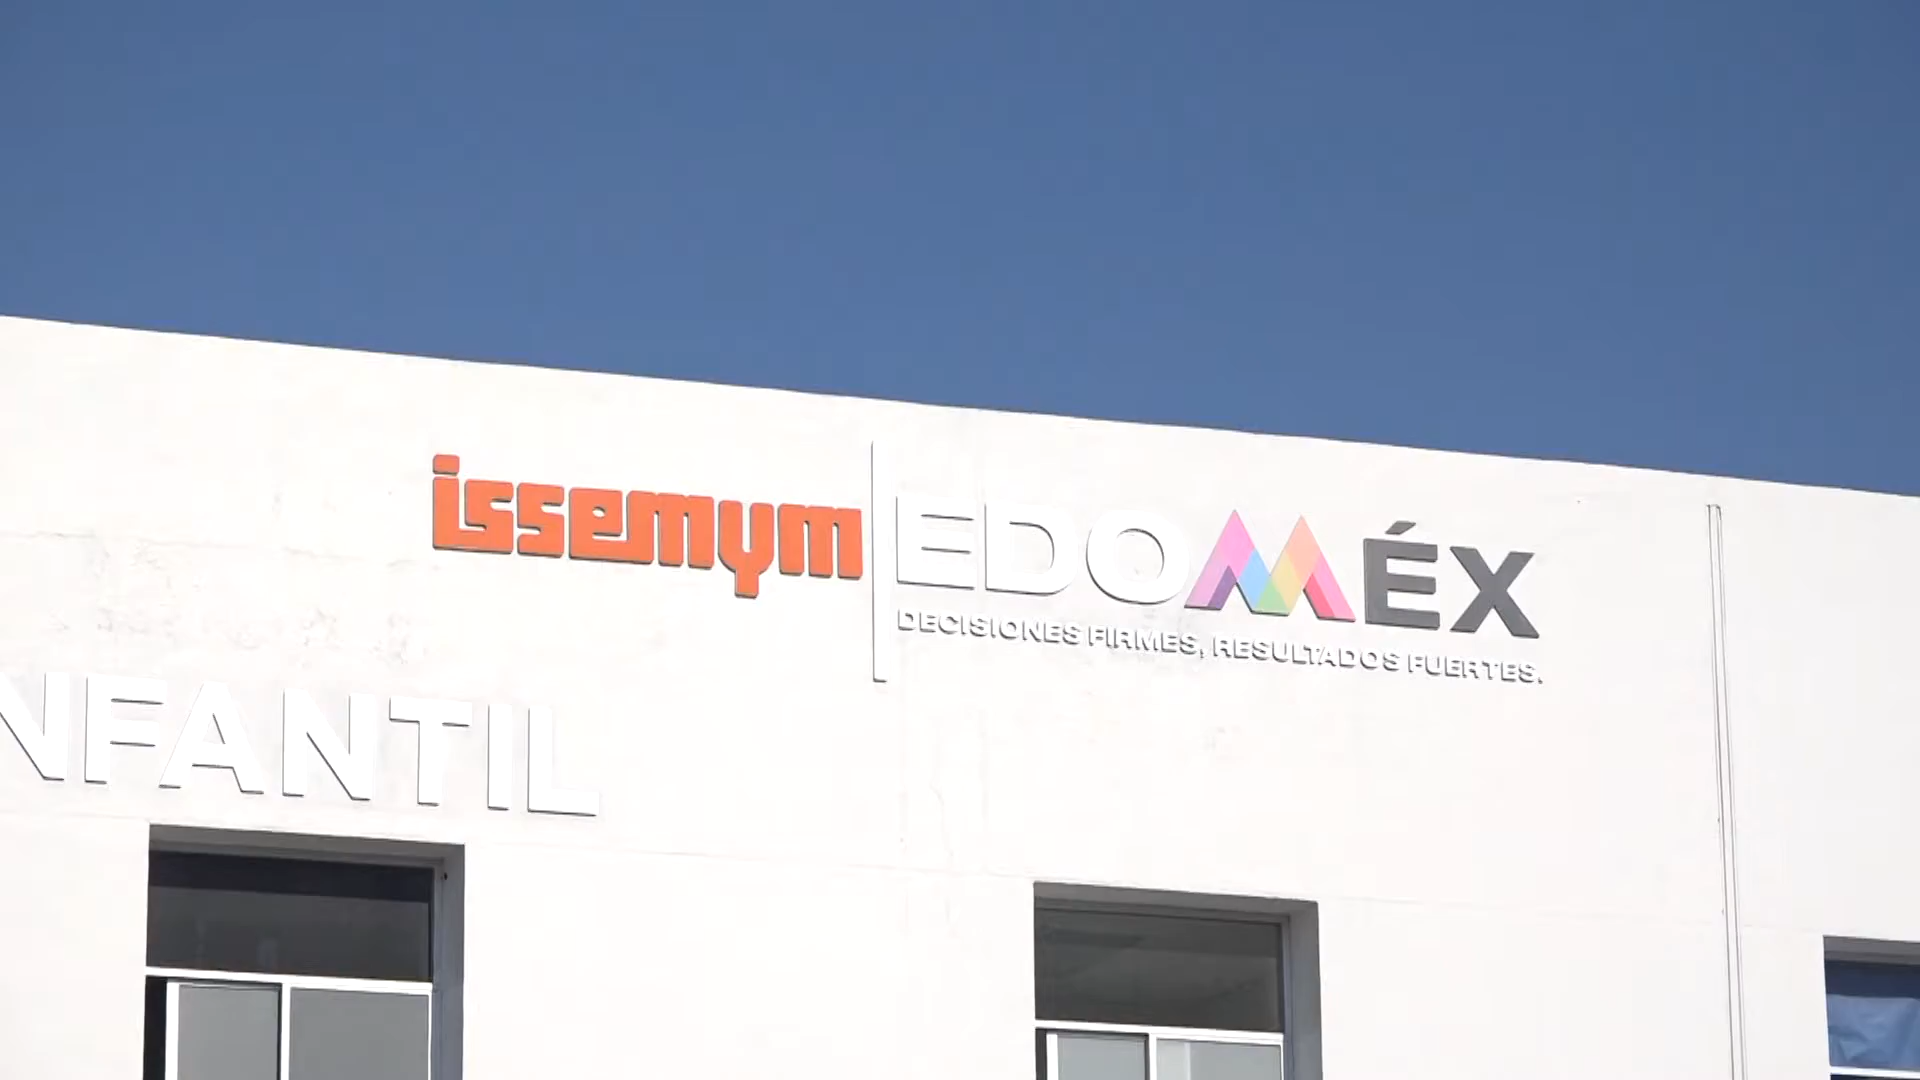 issemym
EDOMÉX
DECISIONES FIRMES, RESULTADOS FUERTES.
NFANTIL